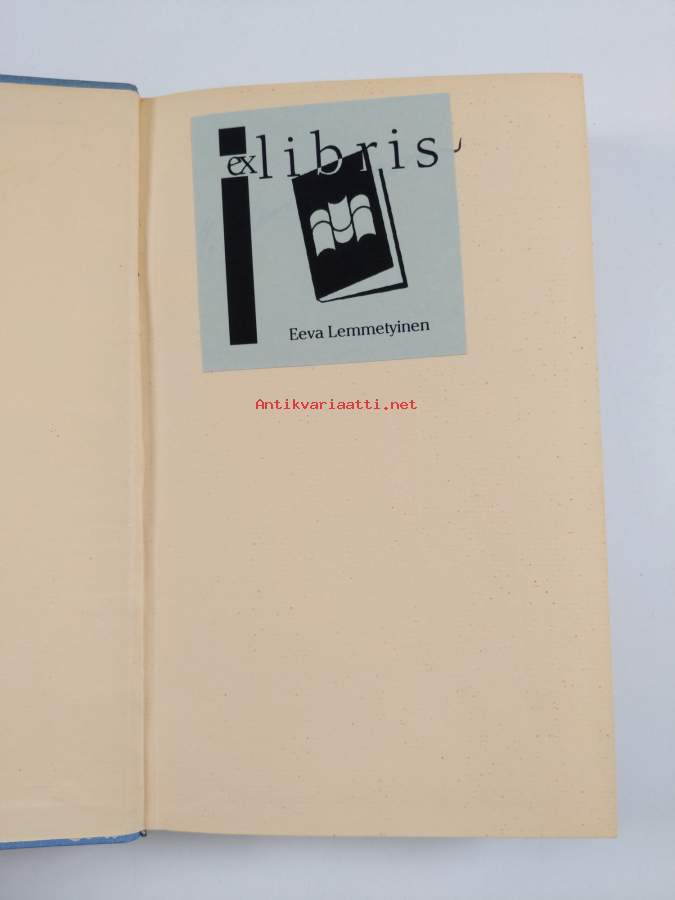 ex libris
Eeva Lemmetyinen
Antikvariaatti.net